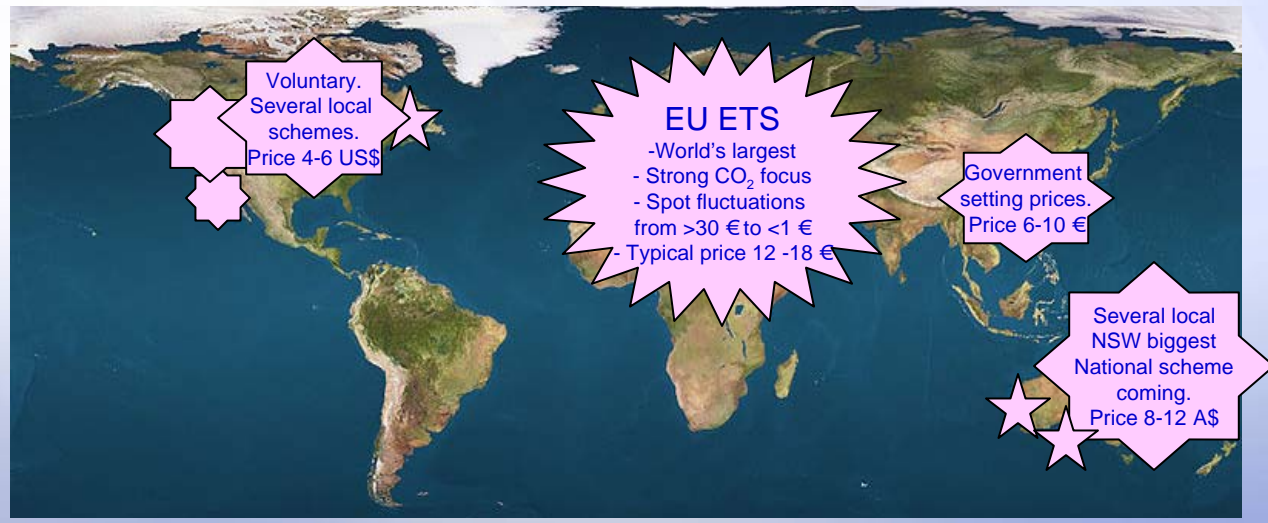 Voluntary.
Several local
schemes.
Price 4-6 US$
EU ETS
-World's largest
- Strong CO₂ focus
- Spot fluctuations
from >30 € to <1 €
- Typical price 12 -18 €
Government
setting prices.
Price 6-10 €
Several local
NSW biggest
National scheme
coming.
Price 8-12 A$